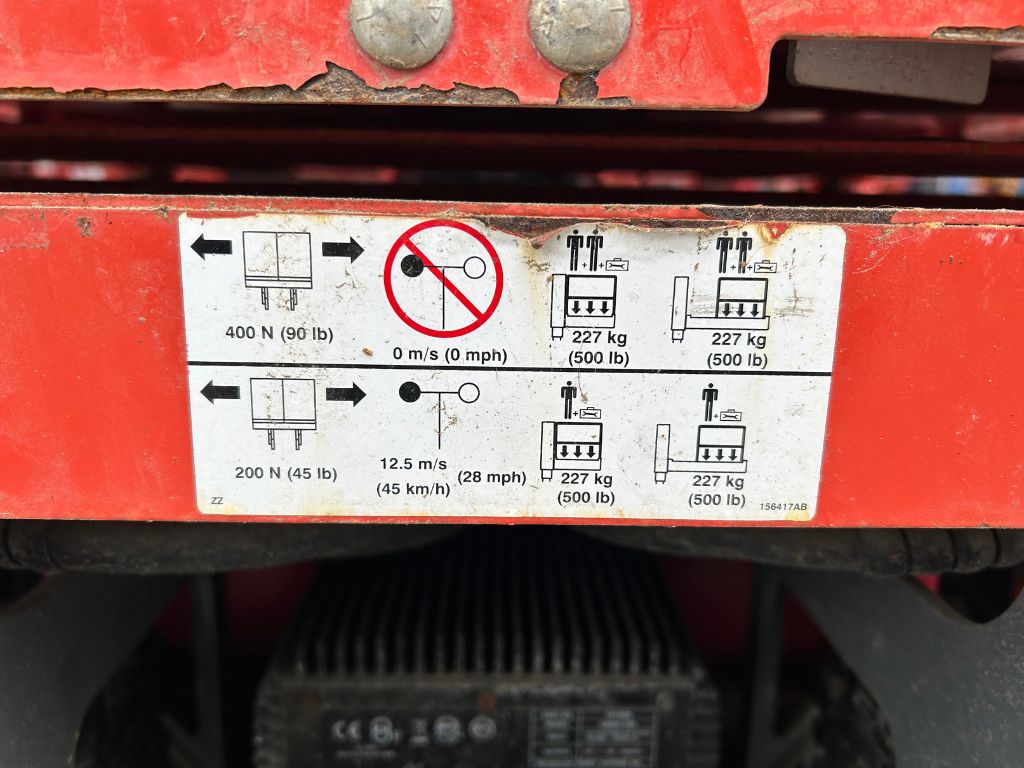 400 N (90 lb)
0 m/s (0 mph)
227 kg
(500 lb)
227 kg
(500 lb)
200 N (45 lb)
12.5 m/s
(45 km/h)
(28 mph)
227 kg
(500 lb)
227 kg
(500 lb)
ZZ
156417AB
CE